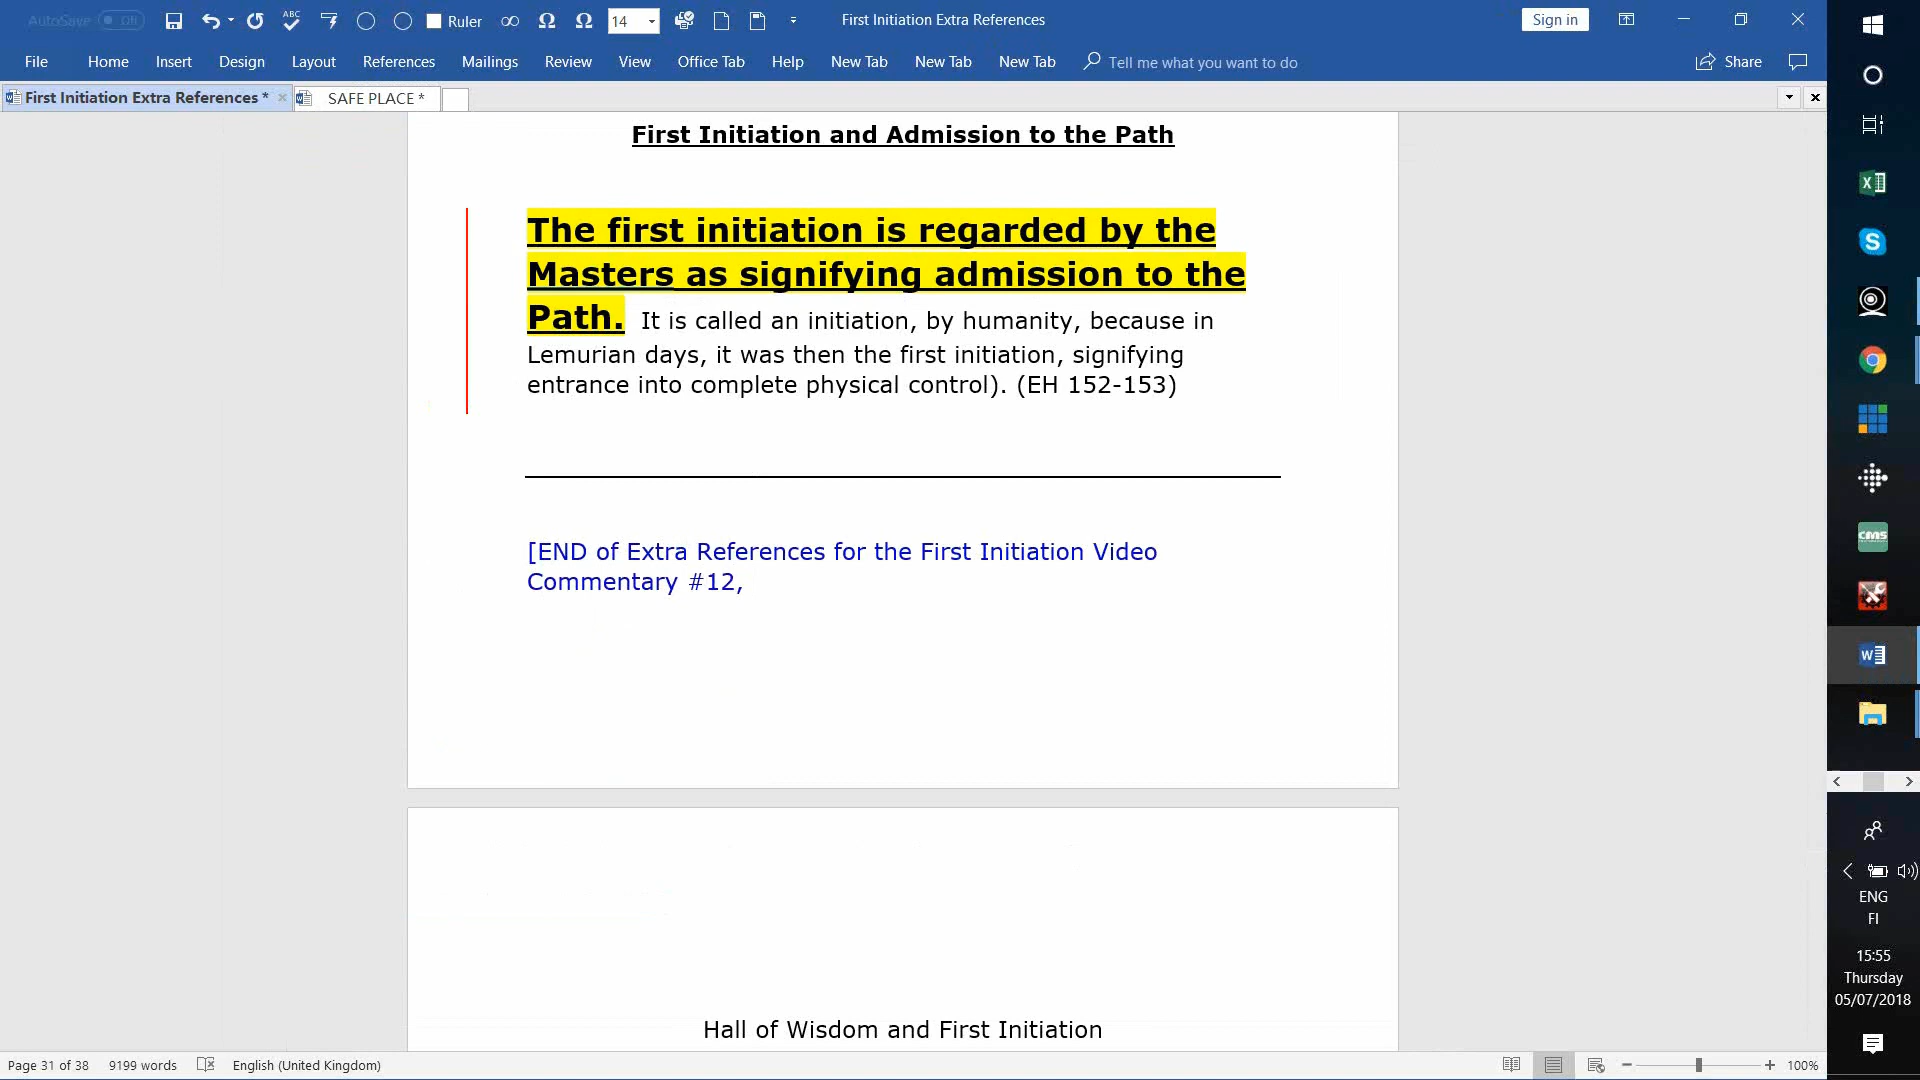 AutoSave Off Ruler 14 First Initiation Extra References Sign in
File Home Insert Design Layout References Mailings Review View Office Tab Help New Tab New Tab New Tab Tell me what you want to do Share
First Initiation Extra References * SAFE PLACE *
First Initiation and Admission to the Path
The first initiation is regarded by the
Masters as signifying admission to the
Path. It is called an initiation, by humanity, because in
Lemurian days, it was then the first initiation, signifying
entrance into complete physical control). (EH 152-153)
[END of Extra References for the First Initiation Video
Commentary #12,
Hall of Wisdom and First Initiation
Page 31 of 38 9199 words English (United Kingdom) 100%
cms
ENG
FI
15:55
Thursday
05/07/2018